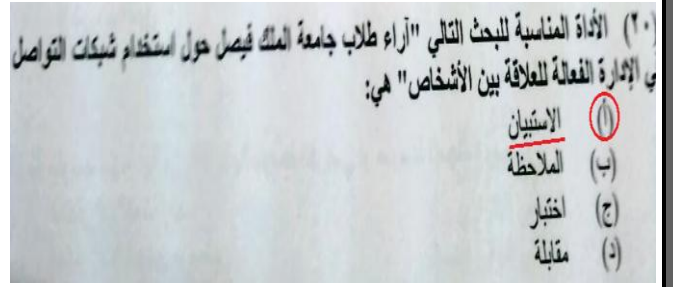 (٢٠) الأداة المناسبة للبحث التالي "آراء طلاب جامعة الملك فيصل حول استخدام شبكات التواصل
الإدارة الفعالة للعلاقة بين الأشخاص" هي:
(أ) الاستبيان
(ب) الملاحظة
(ج) اختبار
(د) مقابلة